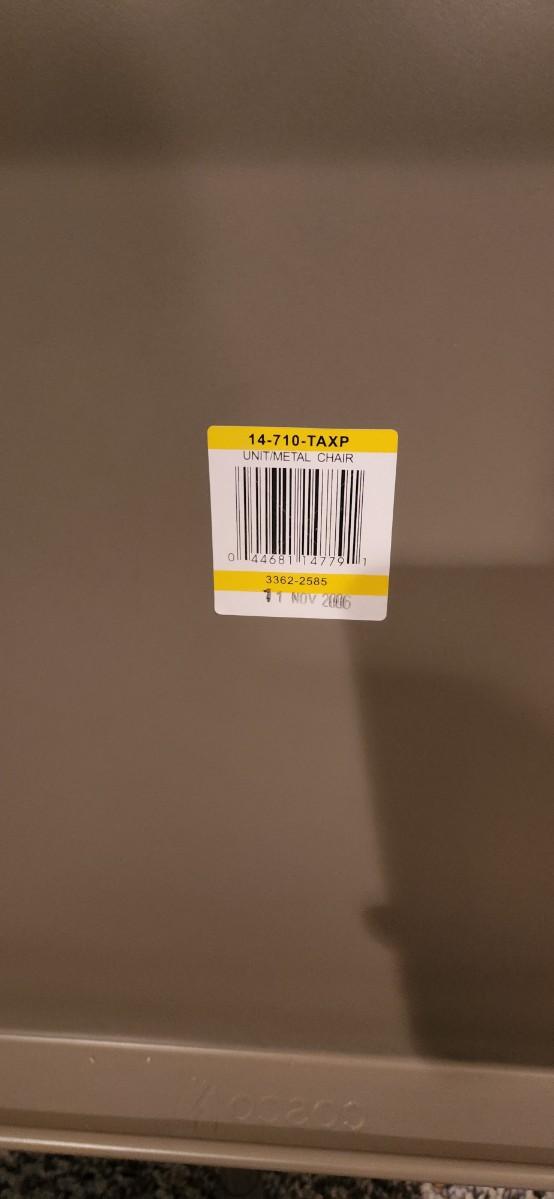 14-710-TAXP
UNIT/METAL CHAIR
0 44681 14779 1
3362-2585
11 NOV 2006
COSCO